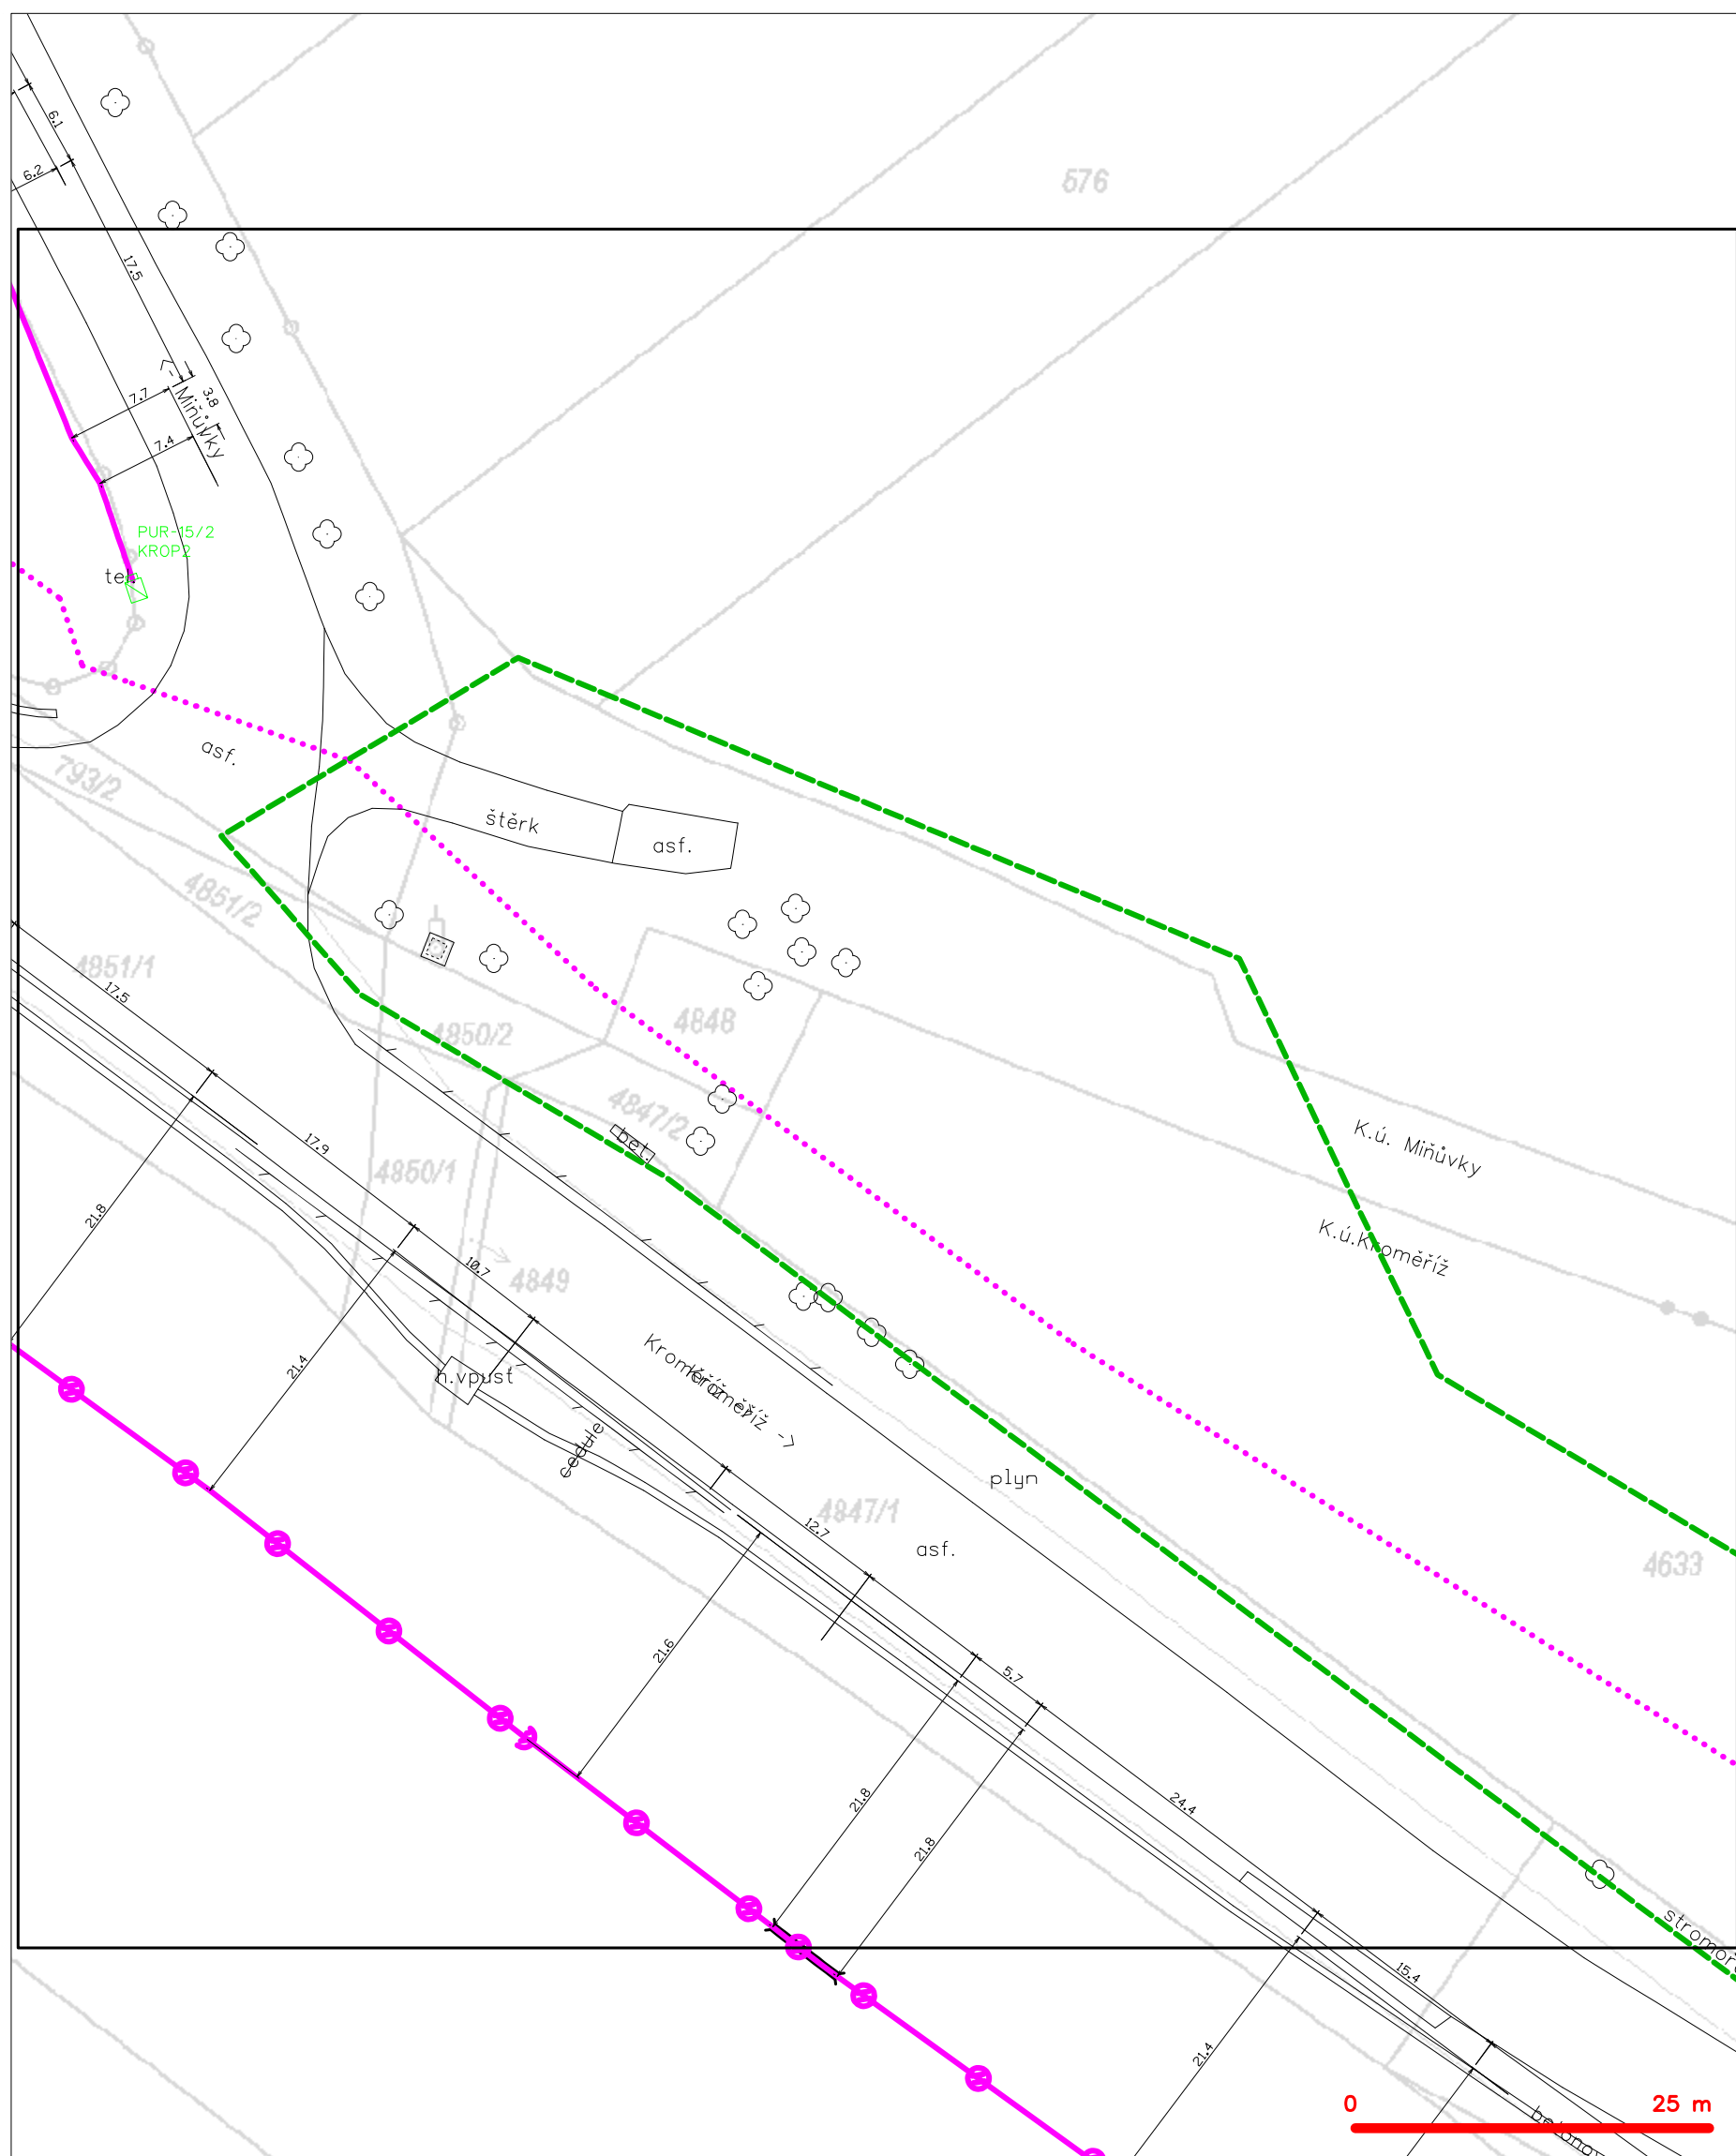 6.1
6.2
576
17.5
<-
Miňůvky
3.8
7.7
7.4
PUR-15/2
KROP2
asf.
793/2
štěrk
asf.
4851/2
4851/1
17.5
4848
4850/2
4847/2
bet.
17.9
4850/1
K.ú. Miňůvky
K.ú.Kroměříž
21.8
10.7
4849
Kroměříž
Kroměříž ->
21.4
h.vpusť
cedule
plyn
4847/1
12.7
asf.
4633
21.6
5.7
21.8
24.4
21.8
15.4
21.4
0 25 m